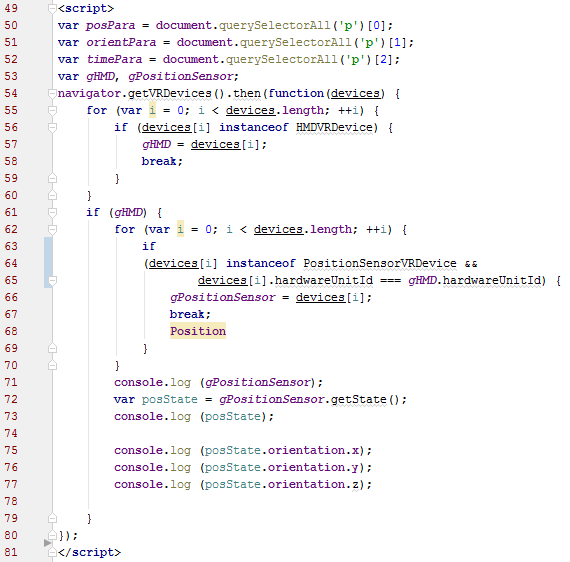 49 <script>
50 var posPara = document.querySelectorAll('p')[0];
51 var orientPara = document.querySelectorAll('p')[1];
52 var timePara = document.querySelectorAll('p')[2];
53 var gHMD, gPositionSensor;
54 navigator.getVRDevices().then(function(devices) {
55     for (var i = 0; i < devices.length; ++i) {
56         if (devices[i] instanceof HMDVRDevice) {
57             gHMD = devices[i];
58             break;
59         }
60     }
61     if (gHMD) {
62         for (var i = 0; i < devices.length; ++i) {
63             if
64             (devices[i] instanceof PositionSensorVRDevice &&
65                     devices[i].hardwareUnitId === gHMD.hardwareUnitId) {
66                 gPositionSensor = devices[i];
67                 break;
68                 Position
69             }
70         }
71         console.log (gPositionSensor);
72         var posState = gPositionSensor.getState();
73         console.log (posState);
74
75         console.log (posState.orientation.x);
76         console.log (posState.orientation.y);
77         console.log (posState.orientation.z);
78
79     }
80 });
81 </script>